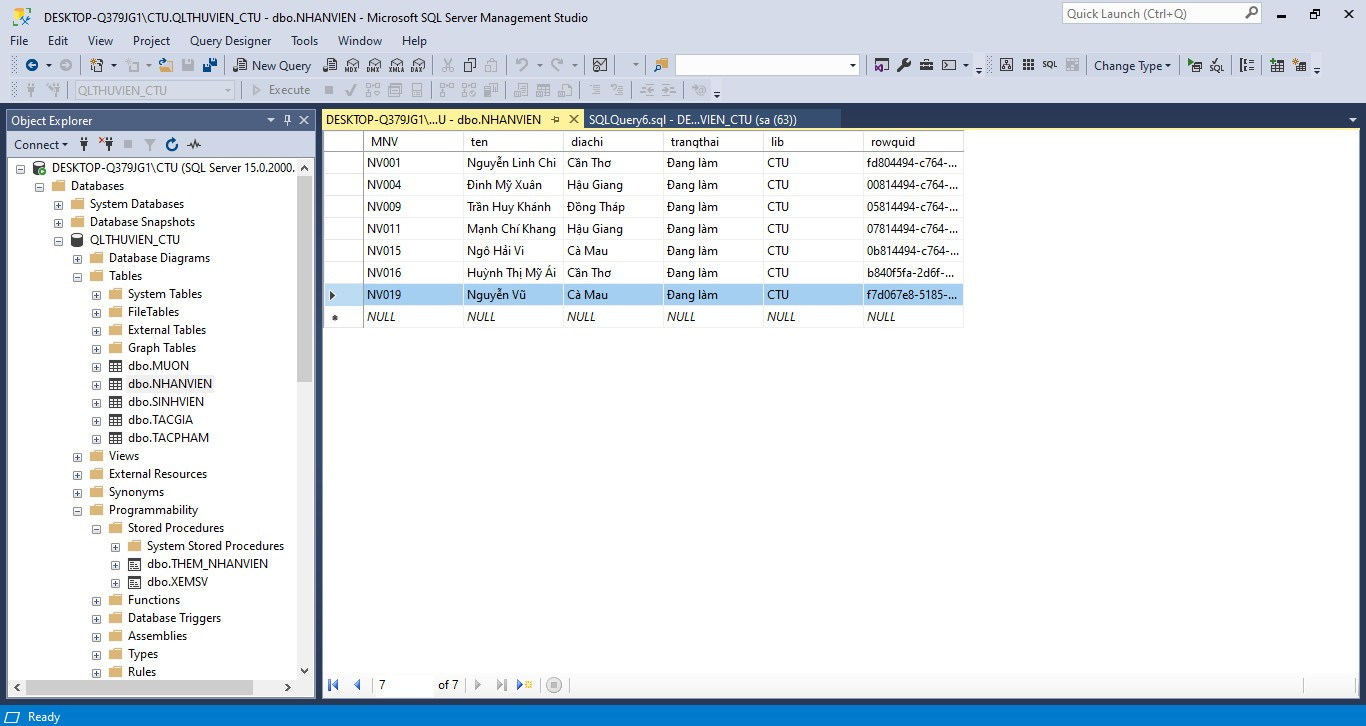 DESKTOP-Q379JG1\CTU.QLTHUVIEN_CTU - dbo.NHANVIEN - Microsoft SQL Server Management Studio
Quick Launch (Ctrl+Q)
File Edit View Project Query Designer Tools Window Help
New Query MDX DMX XMLA DAX SQL Change Type SQL
QLTHUVIEN_CTU Execute
Object Explorer
Connect
DESKTOP-Q379JG1\CTU (SQL Server 15.0.2000.
Databases
System Databases
Database Snapshots
QLTHUVIEN_CTU
Database Diagrams
Tables
System Tables
FileTables
External Tables
Graph Tables
dbo.MUON
dbo.NHANVIEN
dbo.SINHVIEN
dbo.TACGIA
dbo.TACPHAM
Views
External Resources
Synonyms
Programmability
Stored Procedures
System Stored Procedures
dbo.THEM_NHANVIEN
dbo.XEMSV
Functions
Database Triggers
Assemblies
Types
Rules
DESKTOP-Q379JG1\...U - dbo.NHANVIEN SQLQuery6.sql - DE...VIEN_CTU (sa (63))
MNV ten diachi trangthai lib rowguid
NV001 Nguyễn Linh Chi Cần Thơ Đang làm CTU fd804494-c764-...
NV004 Đinh Mỹ Xuân Hậu Giang Đang làm CTU 00814494-c764-...
NV009 Trần Huy Khánh Đồng Tháp Đang làm CTU 05814494-c764-...
NV011 Mạnh Chí Khang Hậu Giang Đang làm CTU 07814494-c764-...
NV015 Ngô Hải Vi Cà Mau Đang làm CTU 0b814494-c764-...
NV016 Huỳnh Thị Mỹ Ái Cần Thơ Đang làm CTU b840f5fa-2d6f-...
NV019 Nguyễn Vũ Cà Mau Đang làm CTU f7d067e8-5185-...
NULL NULL NULL NULL NULL NULL
7 of 7
Ready